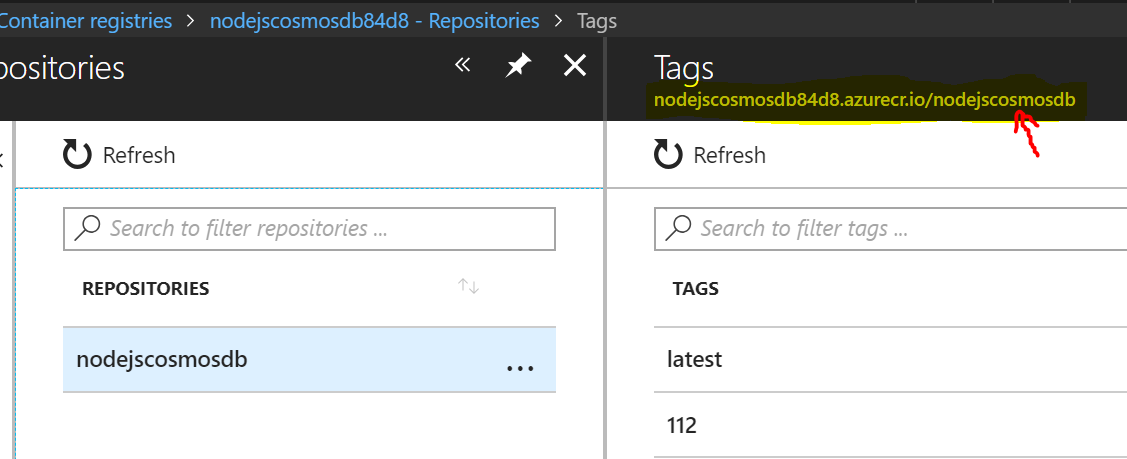 Container registries > nodejscosmosdb84d8 - Repositories > Tags
positories
Refresh
Search to filter repositories ...
REPOSITORIES
nodejscosmosdb
Tags
nodejscosmosdb84d8.azurecr.io/nodejscosmosdb
Refresh
Search to filter tags ...
TAGS
latest
112